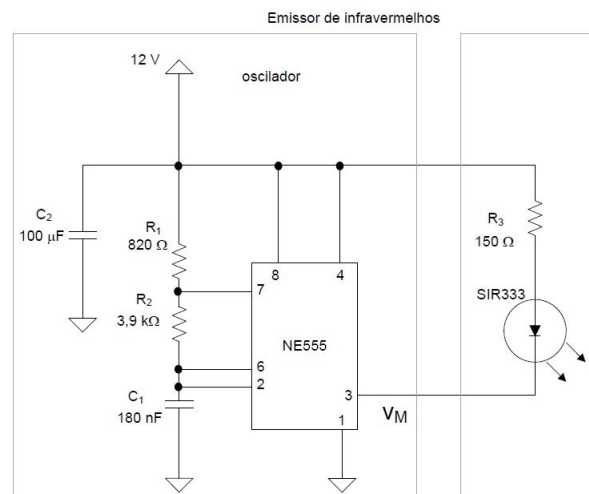 Emissor de infravermelhos
12 V
oscilador
C2
100 μF
R1
820 Ω
R3
150 Ω
8
4
7
SIR333
R2
3,9 kΩ
NE555
6
2
3
C1
180 nF
VM
1